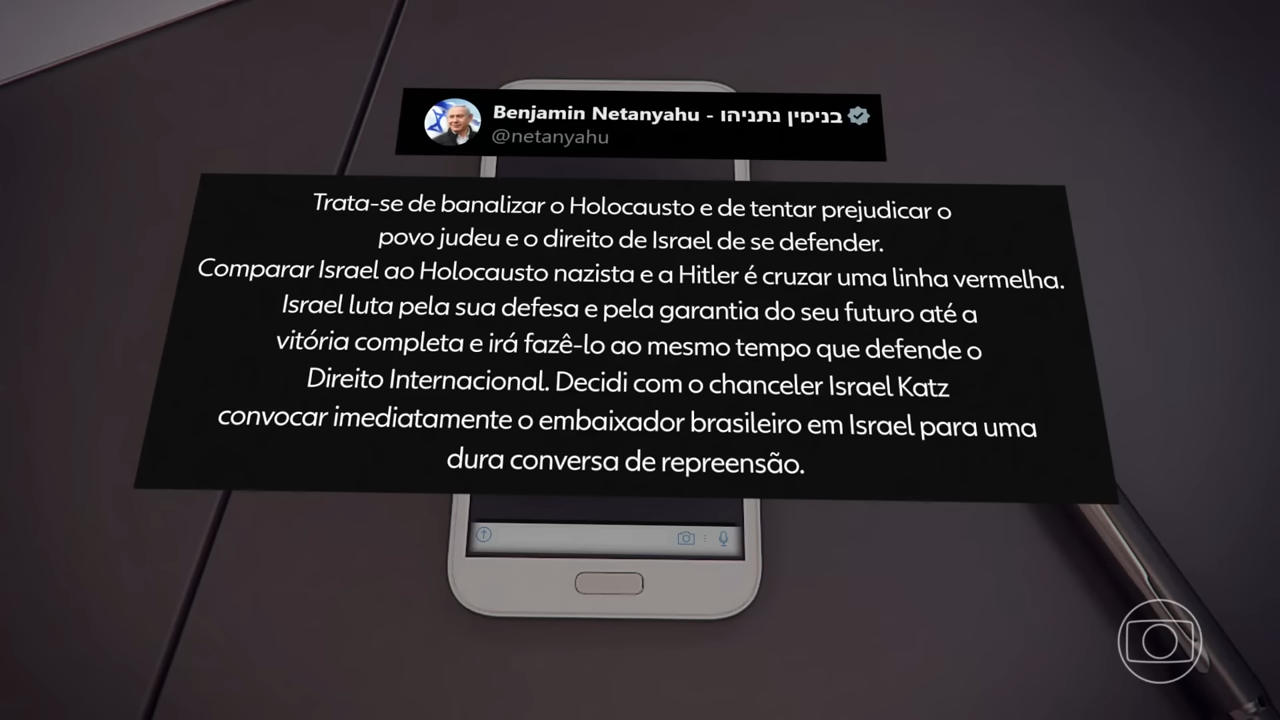 Benjamin Netanyahu - בנימין נתניהו
@netanyahu
Trata-se de banalizar o Holocausto e de tentar prejudicar o
povo judeu e o direito de Israel de se defender.
Comparar Israel ao Holocausto nazista e a Hitler é cruzar uma linha vermelha.
Israel luta pela sua defesa e pela garantia do seu futuro até a
vitória completa e irá fazê-lo ao mesmo tempo que defende o
Direito Internacional. Decidi com o chanceler Israel Katz
convocar imediatamente o embaixador brasileiro em Israel para uma
dura conversa de repreensão.